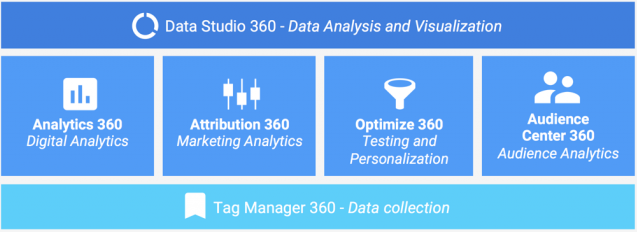 Data Studio 360 - Data Analysis and Visualization
Analytics 360
Digital Analytics
Attribution 360
Marketing Analytics
Optimize 360
Testing and
Personalization
Audience
Center 360
Audience Analytics
Tag Manager 360 - Data collection